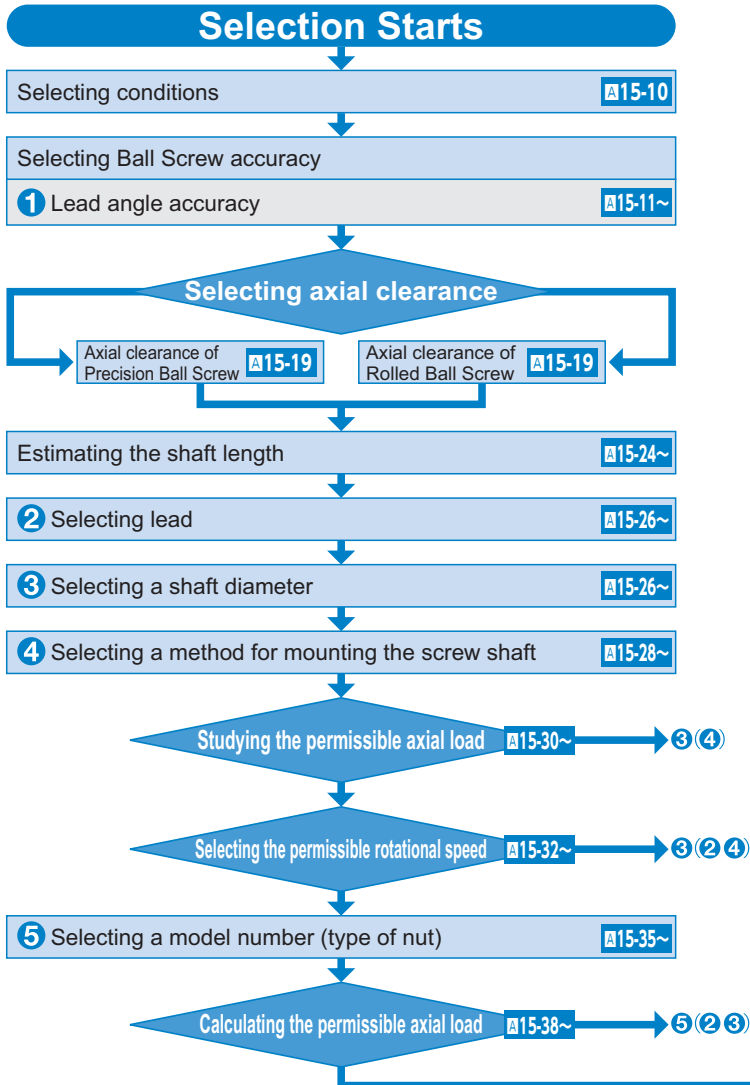 Selection Starts
Selecting conditions A15-10
Selecting Ball Screw accuracy
1 Lead angle accuracy A15-11~
Selecting axial clearance
Axial clearance of
Precision Ball Screw A15-19
Axial clearance of
Rolled Ball Screw A15-19
Estimating the shaft length A15-24~
2 Selecting lead A15-26~
3 Selecting a shaft diameter A15-26~
4 Selecting a method for mounting the screw shaft A15-28~
Studying the permissible axial load A15-30~ 3(4)
Selecting the permissible rotational speed A15-32~ 3(2 4)
5 Selecting a model number (type of nut) A15-35~
Calculating the permissible axial load A15-38~ 5(2 3)